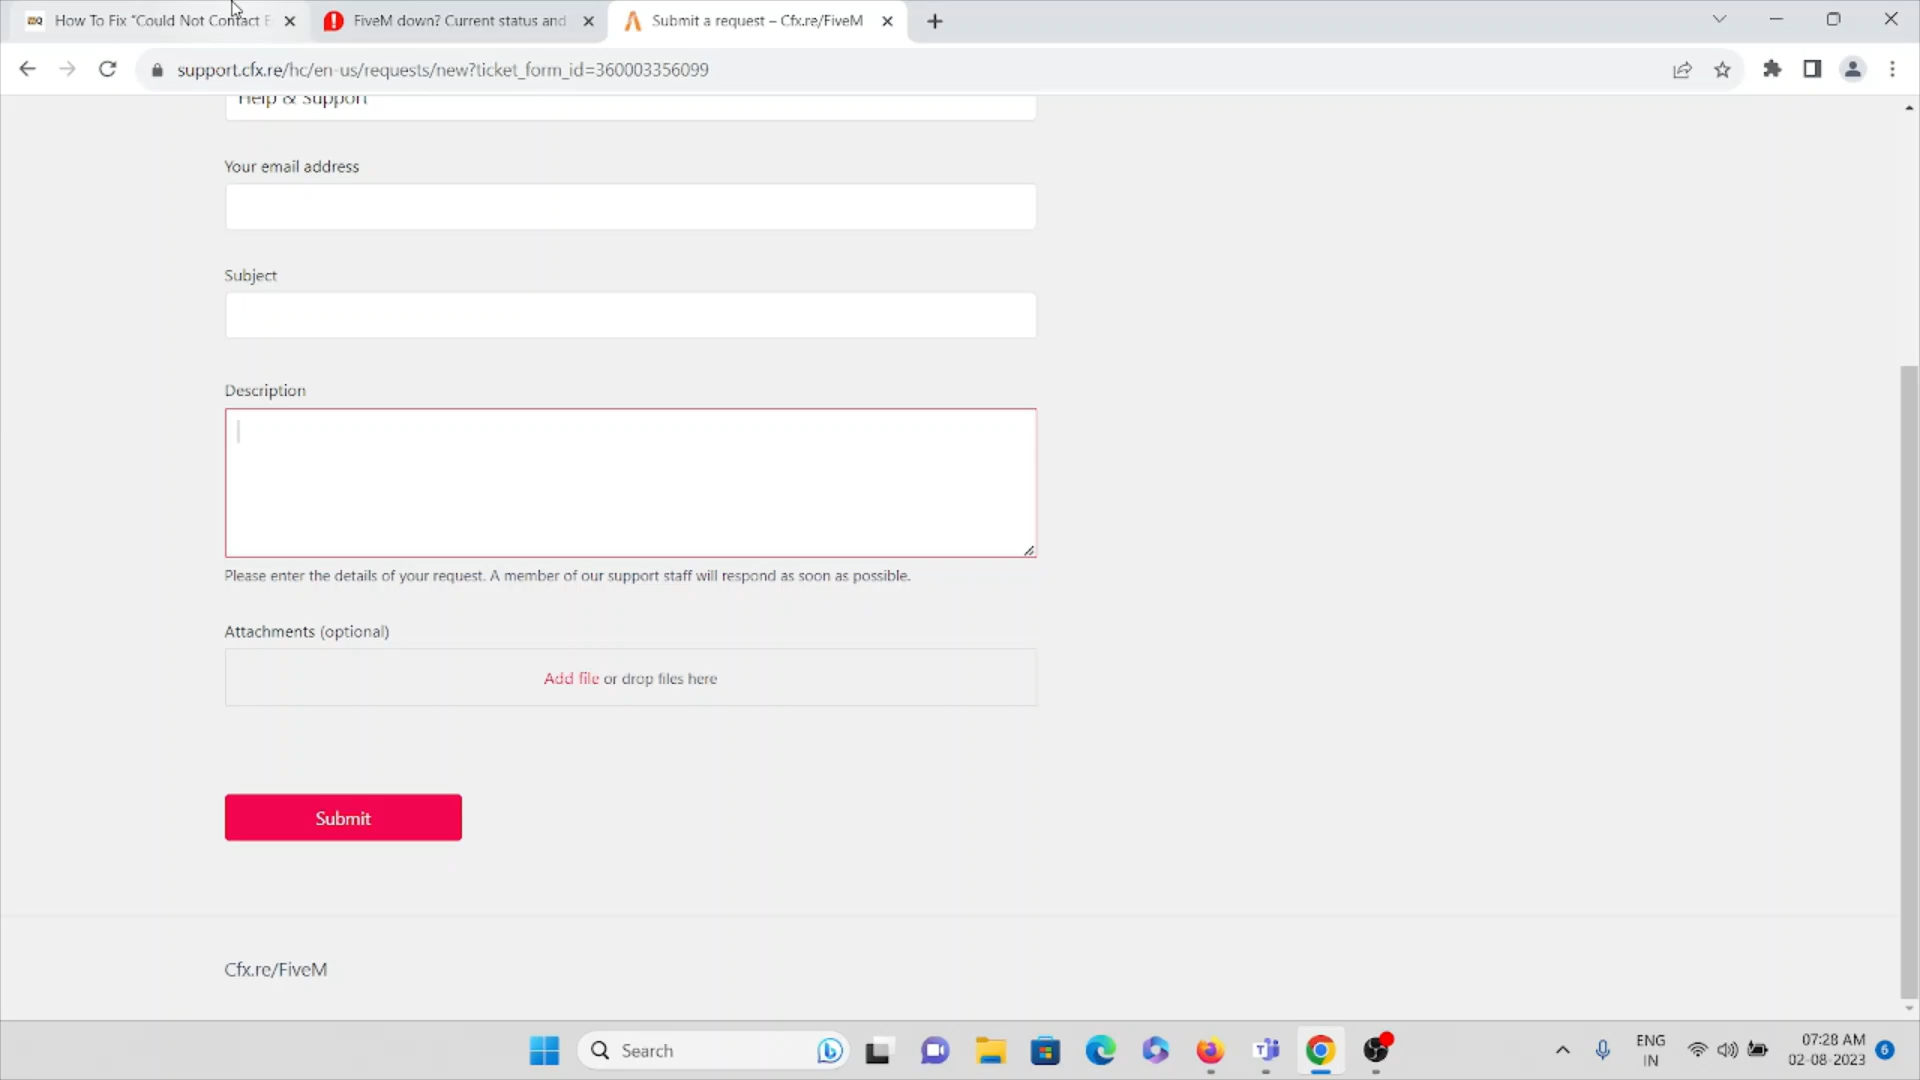 How To Fix "Could Not Contact E
FiveM down? Current status and
Submit a request – Cfx.re/FiveM
support.cfx.re/hc/en-us/requests/new?ticket_form_id=360003356099
Help & Support
Your email address
Subject
Description
Please enter the details of your request. A member of our support staff will respond as soon as possible.
Attachments (optional)
Add file or drop files here
Submit
Cfx.re/FiveM
Search
ENG
IN
07:28 AM
02-08-2023
6